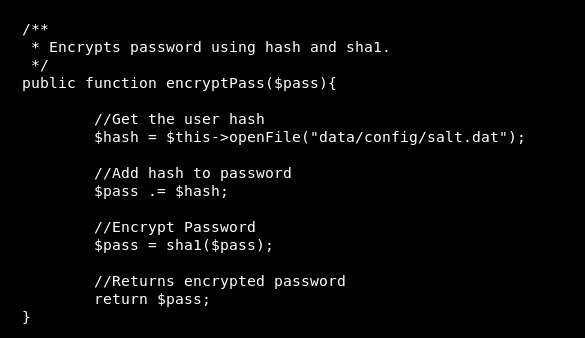 /**
 * Encrypts password using hash and sha1.
 */
public function encryptPass($pass){
        //Get the user hash
        $hash = $this->openFile("data/config/salt.dat");
        //Add hash to password
        $pass .= $hash;
        //Encrypt Password
        $pass = sha1($pass);
        //Returns encrypted password
        return $pass;
}